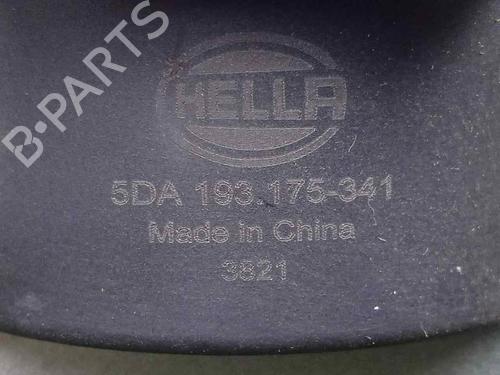 B-PARTS
HELLA
5DA 193.175-341
Made in China
3821